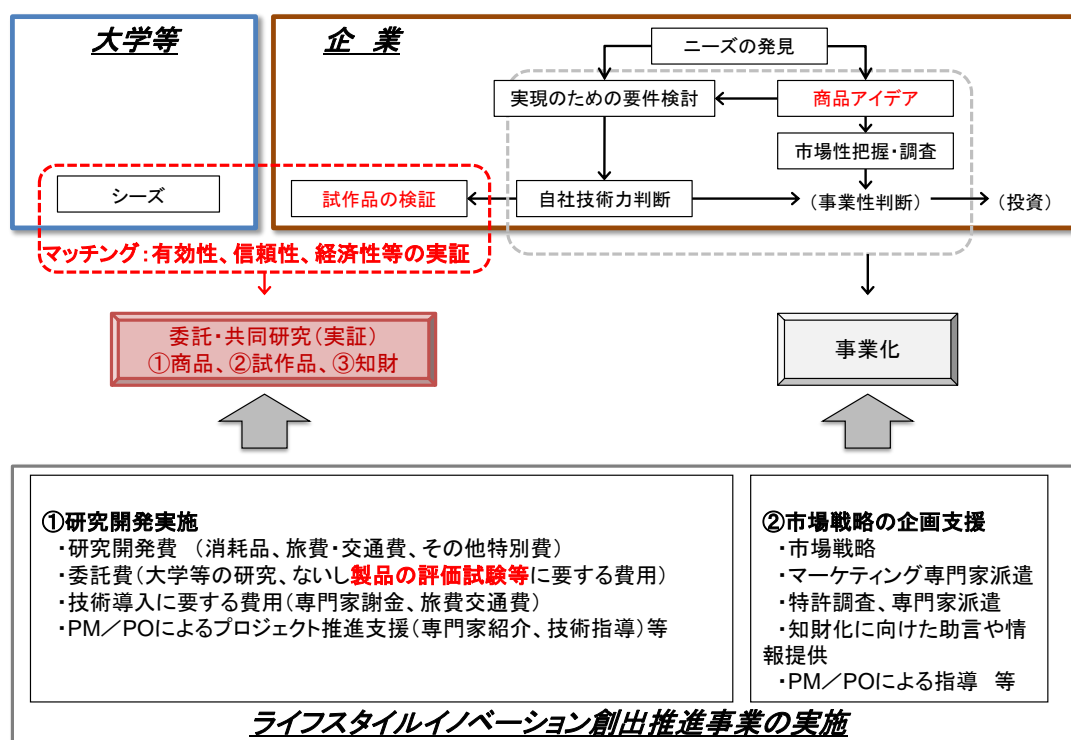 大学等
企 業
ニーズの発見
実現のための要件検討
商品アイデア
市場性把握・調査
シーズ
試作品の検証
自社技術力判断
(事業性判断)
(投資)
マッチング：有効性、信頼性、経済性等の実証
委託・共同研究(実証)
①商品、②試作品、③知財
事業化
①研究開発実施
・研究開発費 (消耗品、旅費・交通費、その他特別費)
・委託費(大学等の研究、ないし製品の評価試験等に要する費用)
・技術導入に要する費用(専門家謝金、旅費交通費)
・PM／POによるプロジェクト推進支援(専門家紹介、技術指導)等
②市場戦略の企画支援
・市場戦略
・マーケティング専門家派遣
・特許調査、専門家派遣
・知財化に向けた助言や情
報提供
・PM／POによる指導 等
ライフスタイルイノベーション創出推進事業の実施